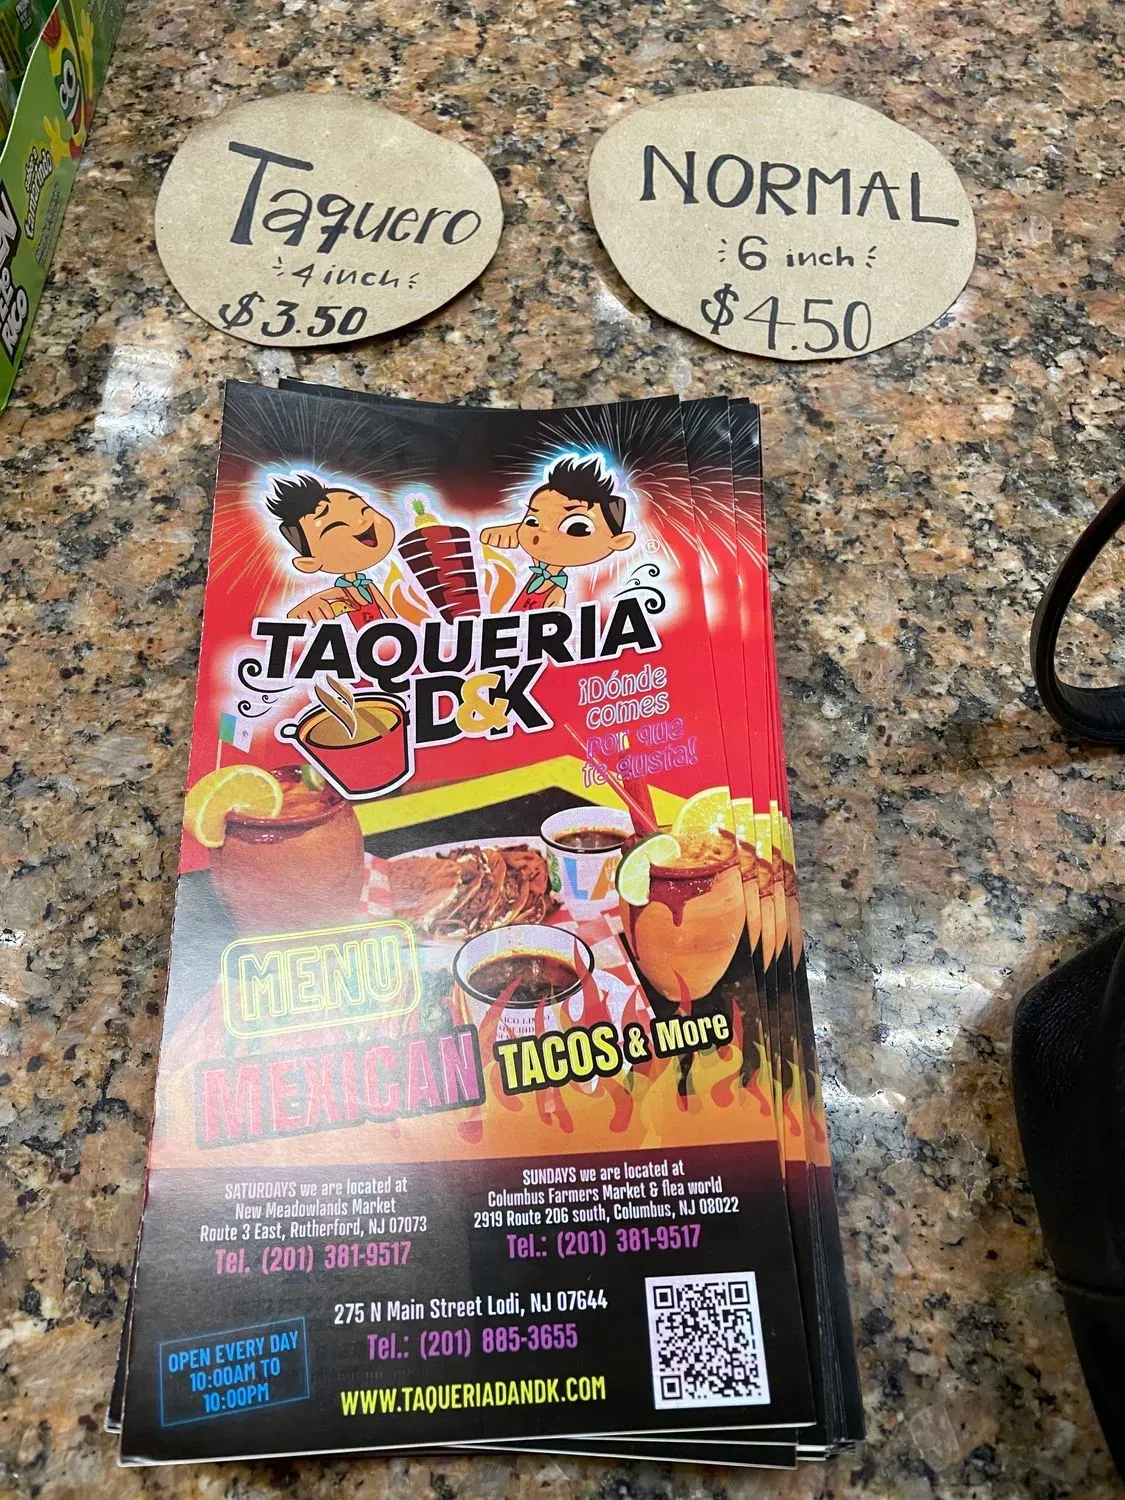 Taquero
4 inch
$3.50
NORMAL
6 inch
$4.50
TAQUERIA
D&K
¡Dónde
comes
por que
te gusta!
MENU
MEXICAN TACOS & More
SATURDAYS we are located at
New Meadowlands Market
Route 3 East, Rutherford, NJ 07073
Tel. (201) 381-9517
SUNDAYS we are located at
Columbus Farmers Market & flea world
2919 Route 206 south, Columbus, NJ 08022
Tel.: (201) 381-9517
275 N Main Street Lodi, NJ 07644
Tel.: (201) 885-3655
WWW.TAQUERIADANDK.COM
OPEN EVERY DAY
10:00AM TO
10:00PM